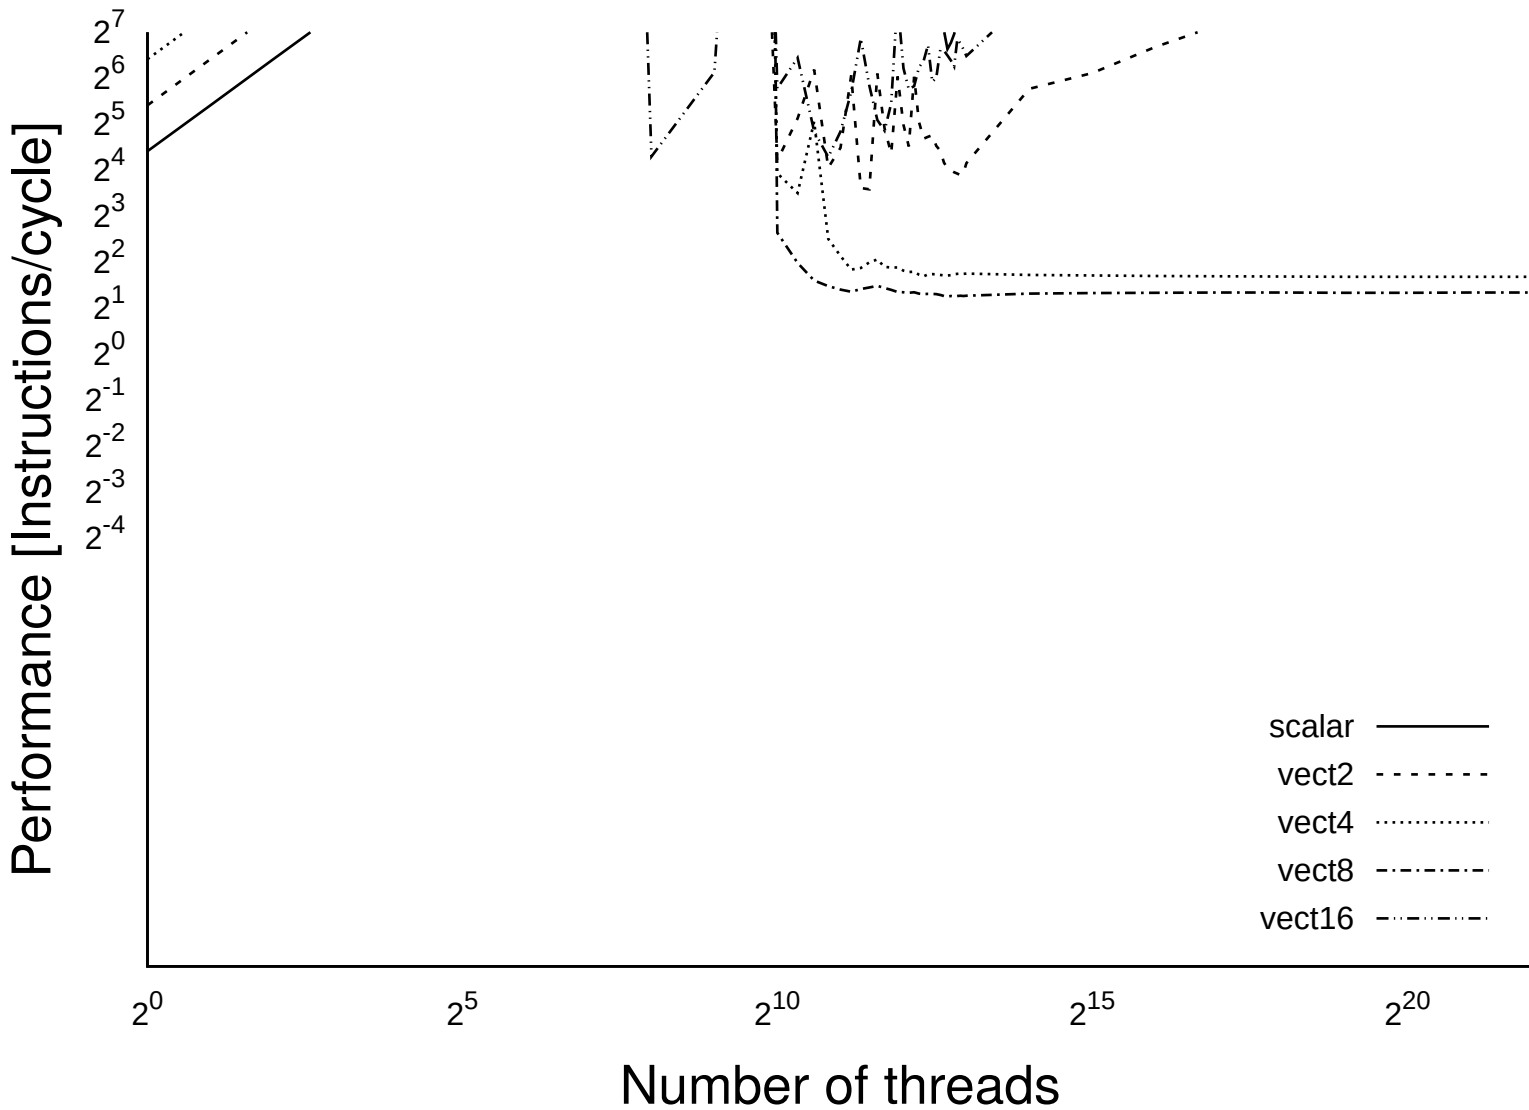 2^7
2^6
2^5
2^4
2^3
2^2
2^1
2^0
2^-1
2^-2
2^-3
2^-4
Performance [Instructions/cycle]
scalar
vect2
vect4
vect8
vect16
2^0 2^5 2^10 2^15 2^20
Number of threads